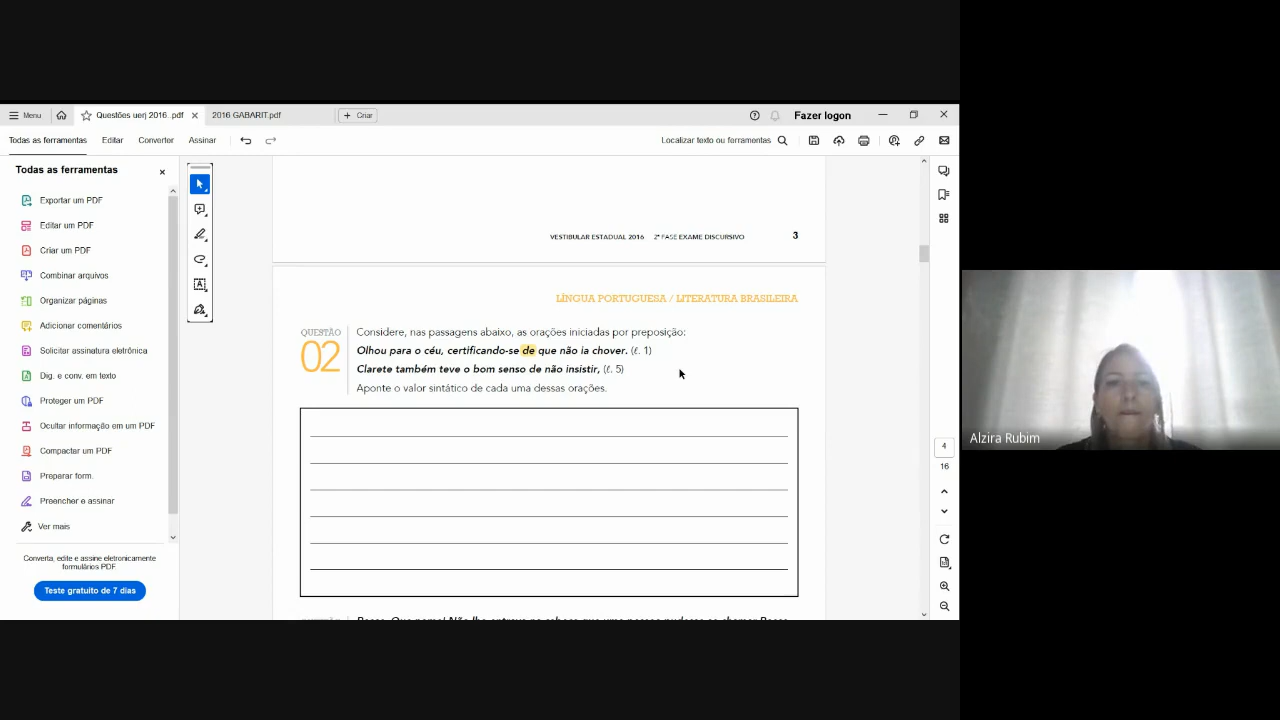 Menu
Questões uerj 2016..pdf
2016 GABARIT.pdf
Criar
Fazer logon
Todas as ferramentas
Editar
Converter
Assinar
Localizar texto ou ferramentas
Todas as ferramentas
Exportar um PDF
Editar um PDF
Criar um PDF
Combinar arquivos
Organizar páginas
Adicionar comentários
Solicitar assinatura eletrônica
Dig. e conv. em texto
Proteger um PDF
Ocultar informação em um PDF
Compactar um PDF
Preparar form.
Preencher e assinar
Ver mais
Converta, edite e assine eletronicamente
formulários PDF.
Teste gratuito de 7 dias
VESTIBULAR ESTADUAL 2016 2ª FASE EXAME DISCURSIVO 3
LÍNGUA PORTUGUESA / LITERATURA BRASILEIRA
QUESTÃO
02
Considere, nas passagens abaixo, as orações iniciadas por preposição:
Olhou para o céu, certificando-se de que não ia chover. (ℓ. 1)
Clarete também teve o bom senso de não insistir, (ℓ. 5)
Aponte o valor sintático de cada uma dessas orações.
4
16
Alzira Rubim